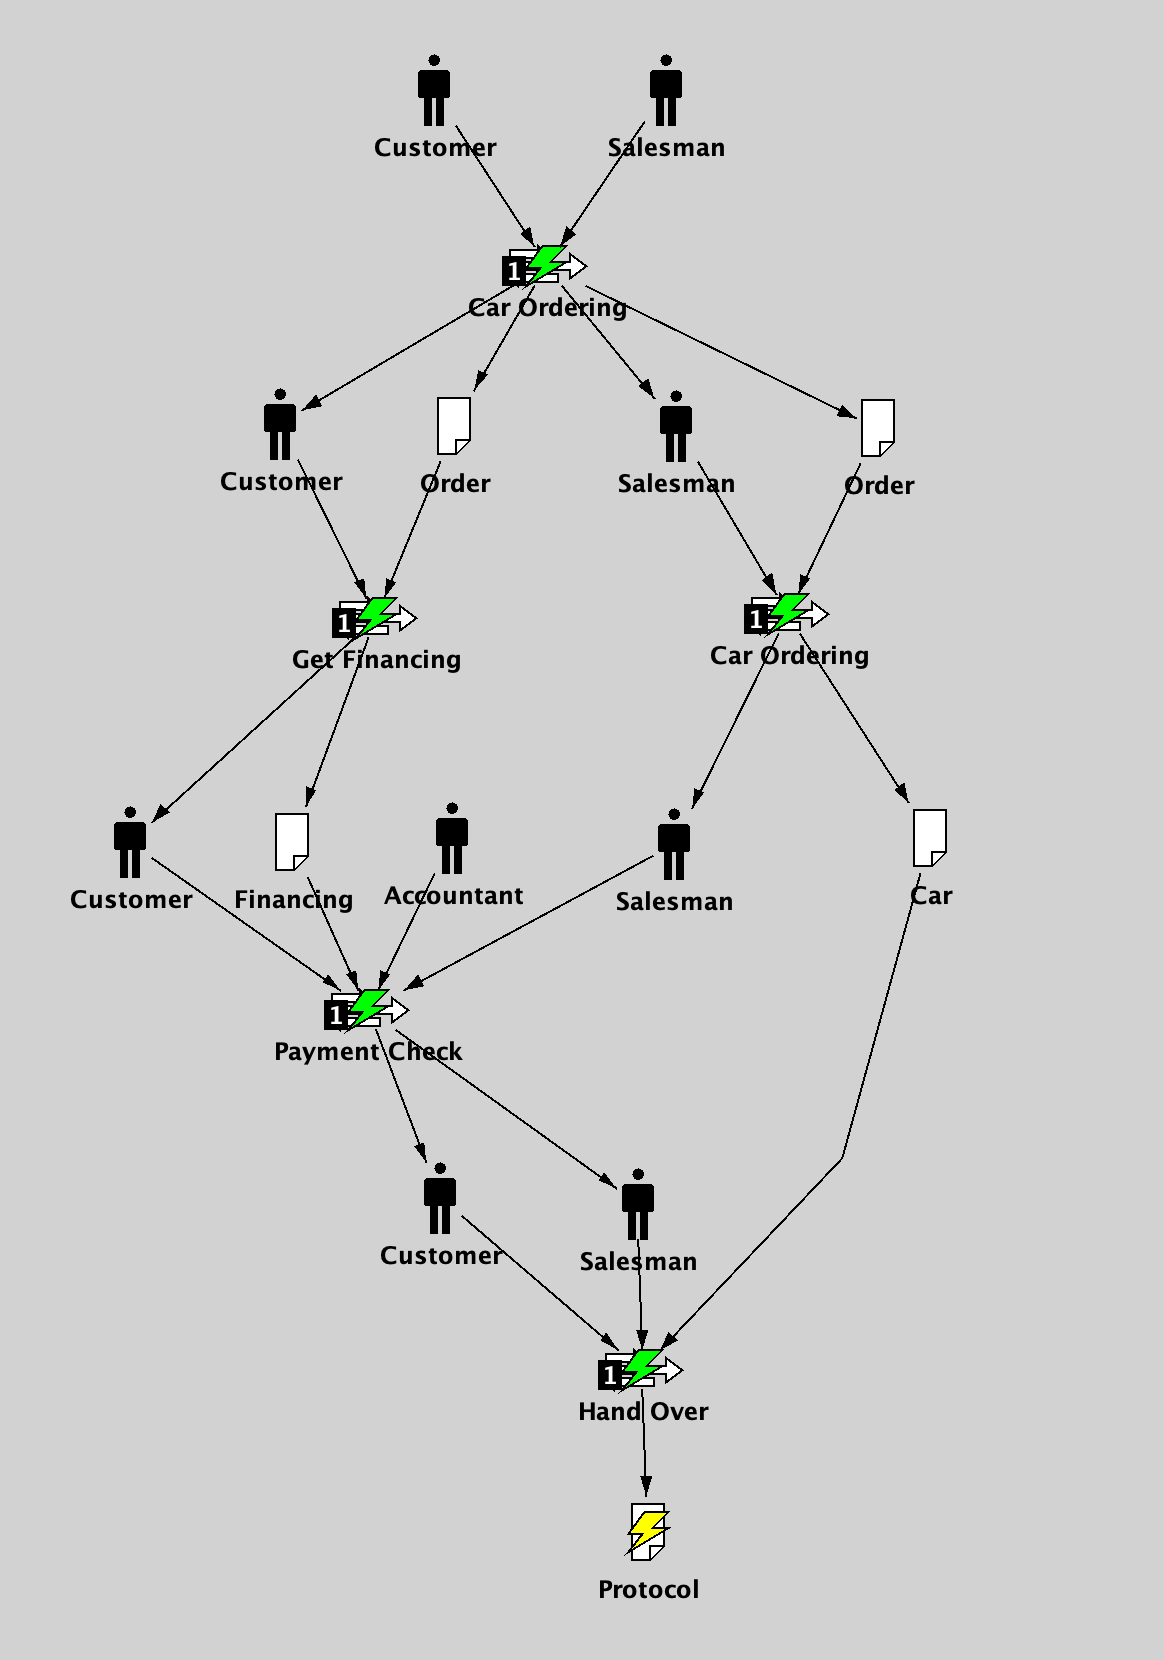 Customer
Salesman
1
Car Ordering
Customer
Order
Salesman
Order
1
Get Financing
1
Car Ordering
Customer
Financing
Accountant
Salesman
Car
1
Payment Check
Customer
Salesman
1
Hand Over
Protocol